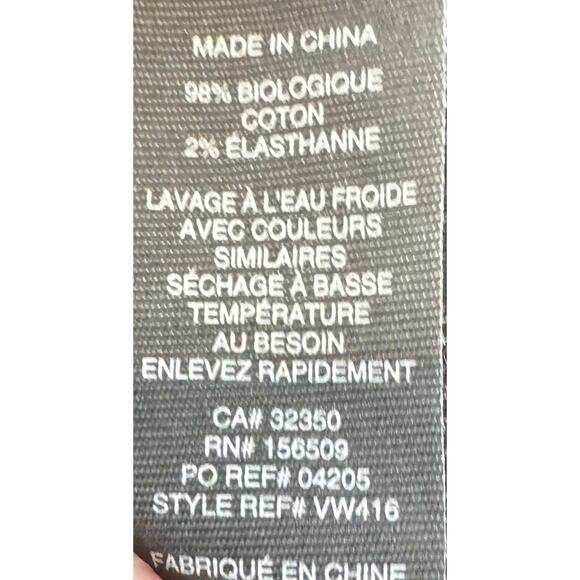 MADE IN CHINA
98% BIOLOGIQUE
COTON
2% ÉLASTHANNE
LAVAGE À L'EAU FROIDE
AVEC COULEURS
SIMILAIRES
SÉCHAGE À BASSE
TEMPÉRATURE
AU BESOIN
ENLEVEZ RAPIDEMENT
CA# 32350
RN# 156509
PO REF# 04205
STYLE REF# VW416
FABRIQUÉ EN CHINE